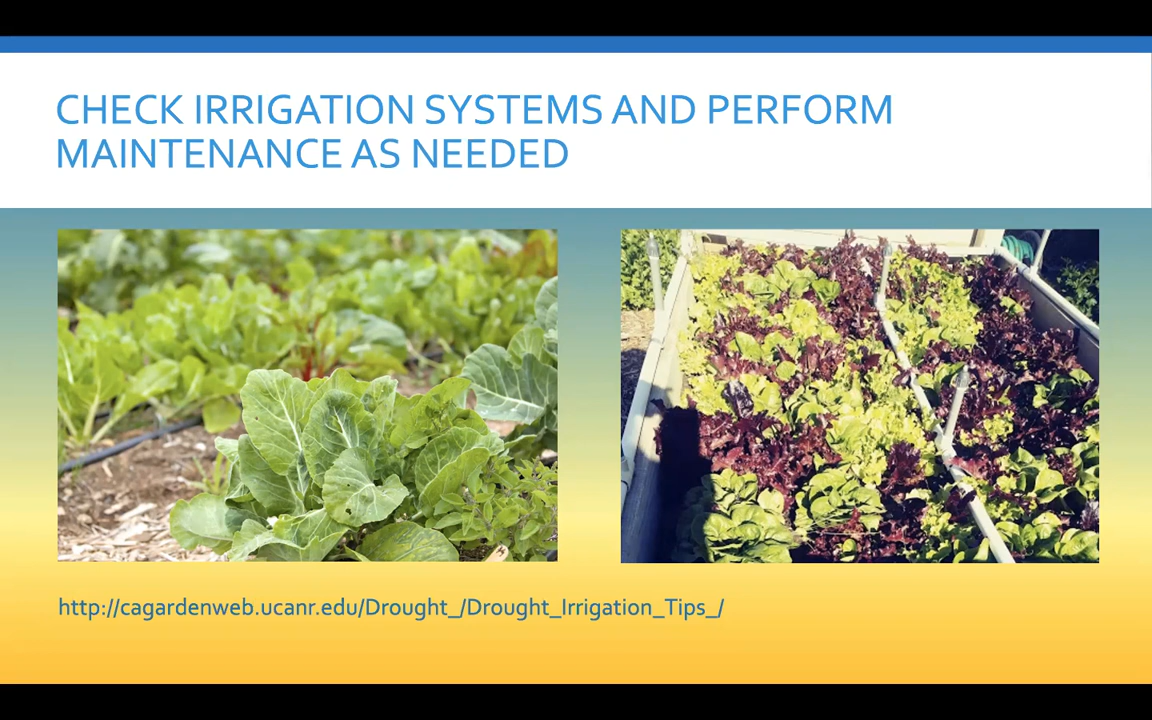 CHECK IRRIGATION SYSTEMS AND PERFORM
MAINTENANCE AS NEEDED
http://cagardenweb.ucanr.edu/Drought_/Drought_Irrigation_Tips_/